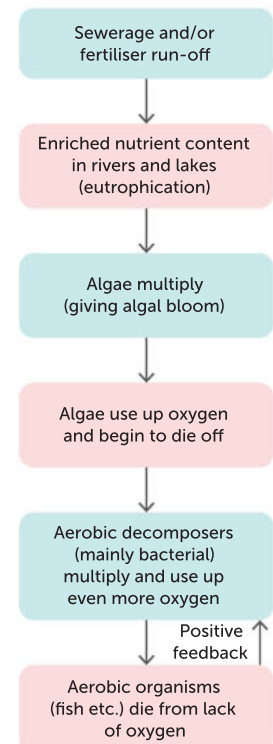 Sewerage and/or
fertiliser run-off
Enriched nutrient content
in rivers and lakes
(eutrophication)
Algae multiply
(giving algal bloom)
Algae use up oxygen
and begin to die off
Aerobic decomposers
(mainly bacterial)
multiply and use up
even more oxygen
Positive
feedback
Aerobic organisms
(fish etc.) die from lack
of oxygen